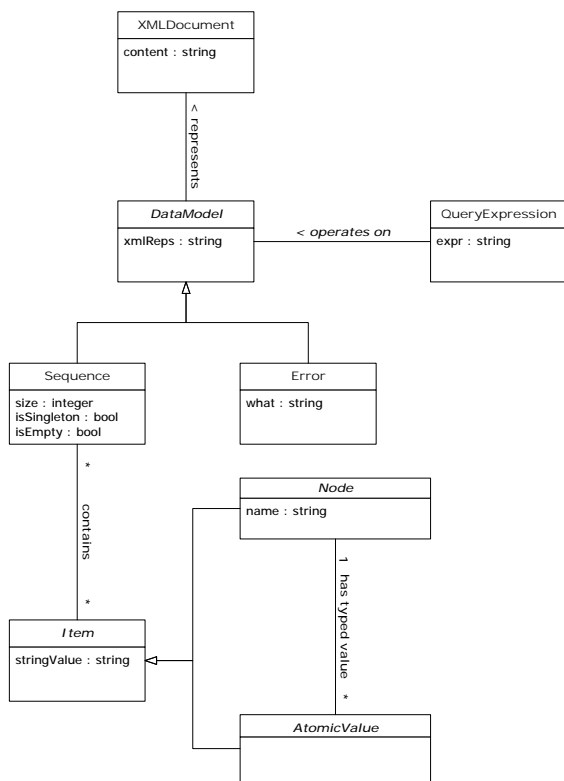 XMLDocument
content : string
< represents
DataModel
xmlReps : string
< operates on
QueryExpression
expr : string
Sequence
size : integer
isSingleton : bool
isEmpty : bool
Error
what : string
*
contains
*
Node
name : string
1 has typed value *
Item
stringValue : string
AtomicValue